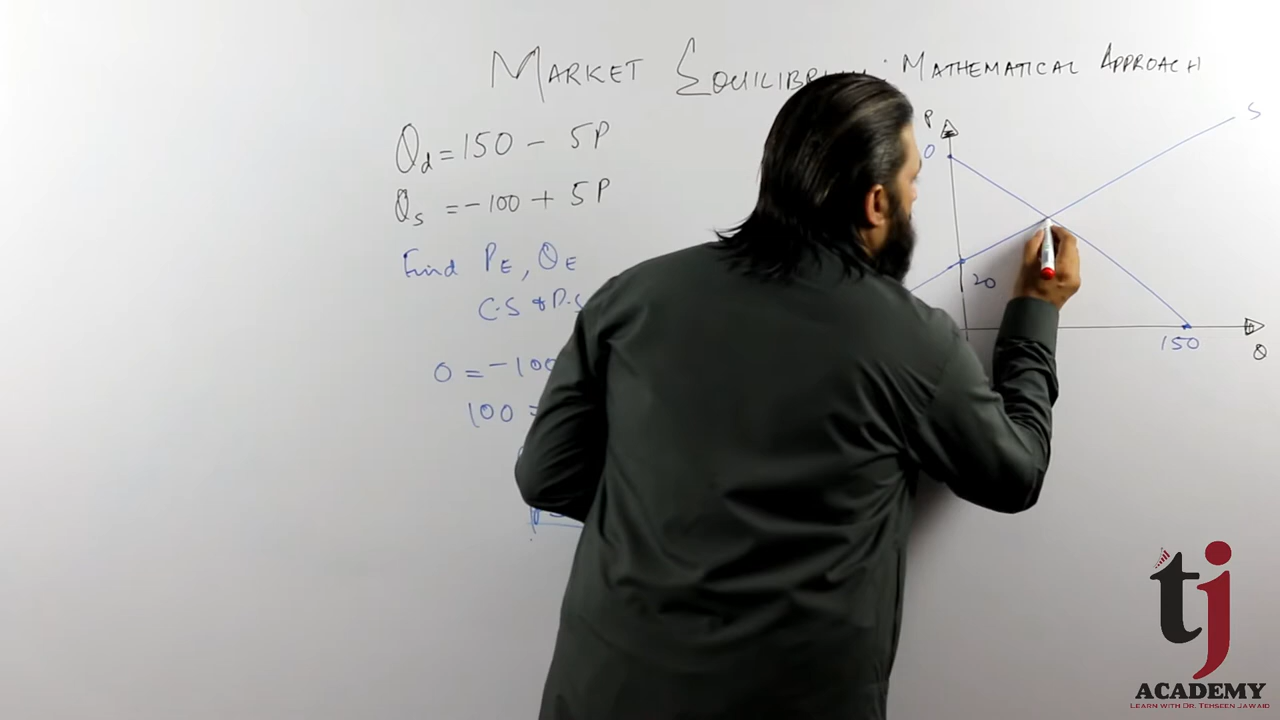 MARKET EQUILIBRIUM: MATHEMATICAL APPROACH
Qd = 150 - 5P
Qs = -100 + 5P
Find PE, QE
C.S & P.S
0 = -100
100 =
P
0
S
20
150
Q
tj
ACADEMY
LEARN WITH DR. TEHSEEN JAWAID